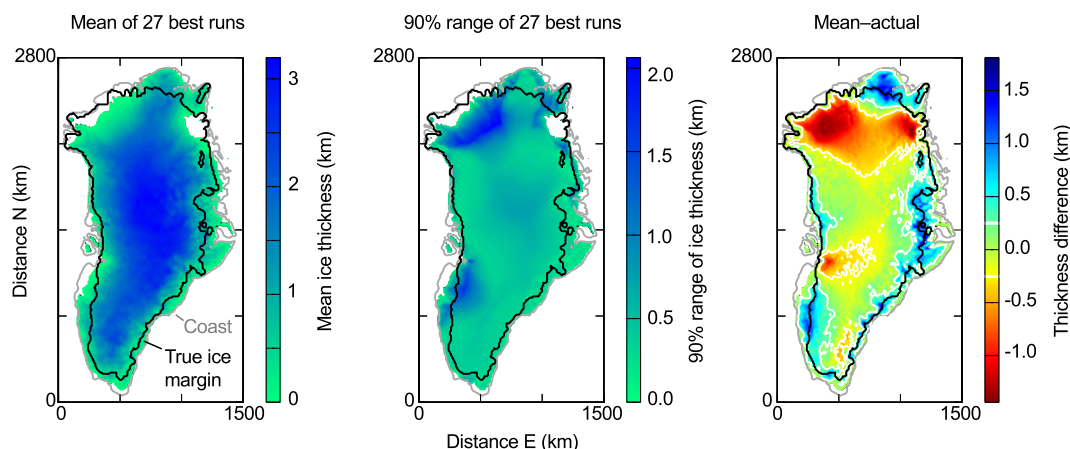 Mean of 27 best runs
90% range of 27 best runs
Mean–actual
2800
2800
2800
Distance N (km)
0
0
0
0
1500
0
1500
0
1500
Distance E (km)
Coast
True ice
margin
3
2
1
0
Mean ice thickness (km)
2.0
1.5
1.0
0.5
0.0
90% range of ice thickness (km)
1.5
1.0
0.5
0.0
-0.5
-1.0
Thickness difference (km)